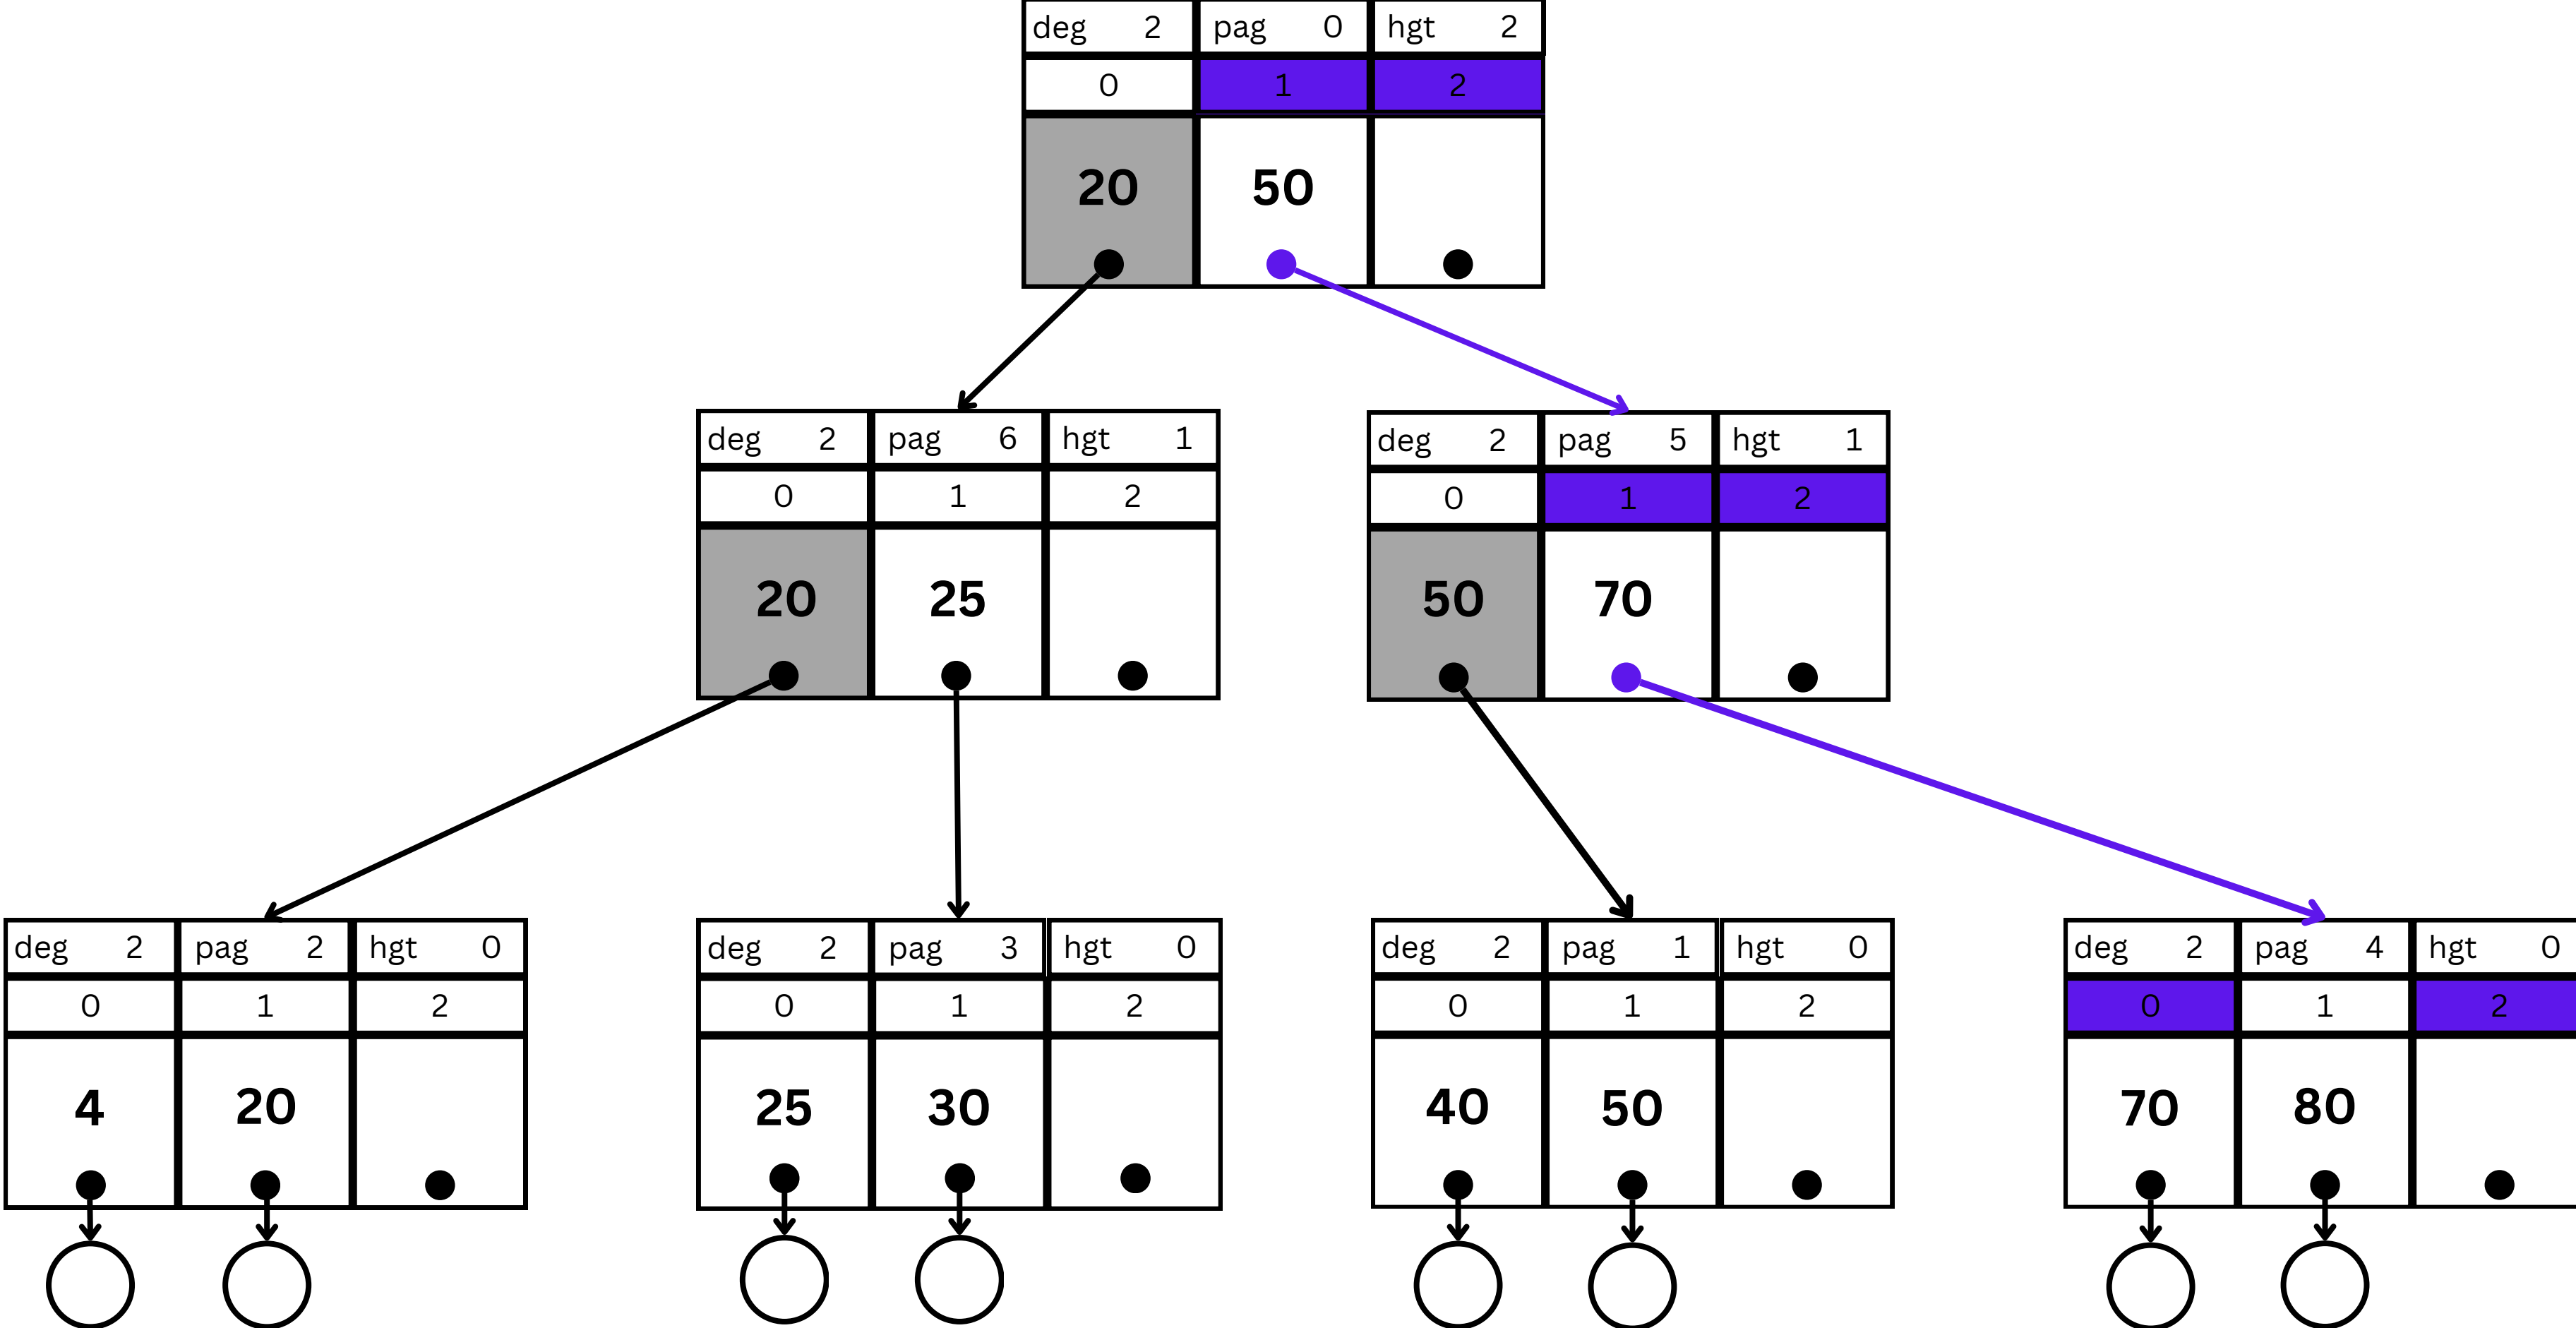 deg 2 pag 0 hgt 2
0 1 2
20 50
deg 2 pag 6 hgt 1
0 1 2
20 25
deg 2 pag 5 hgt 1
0 1 2
50 70
deg 2 pag 2 hgt 0
0 1 2
4 20
deg 2 pag 3 hgt 0
0 1 2
25 30
deg 2 pag 1 hgt 0
0 1 2
40 50
deg 2 pag 4 hgt 0
0 1 2
70 80